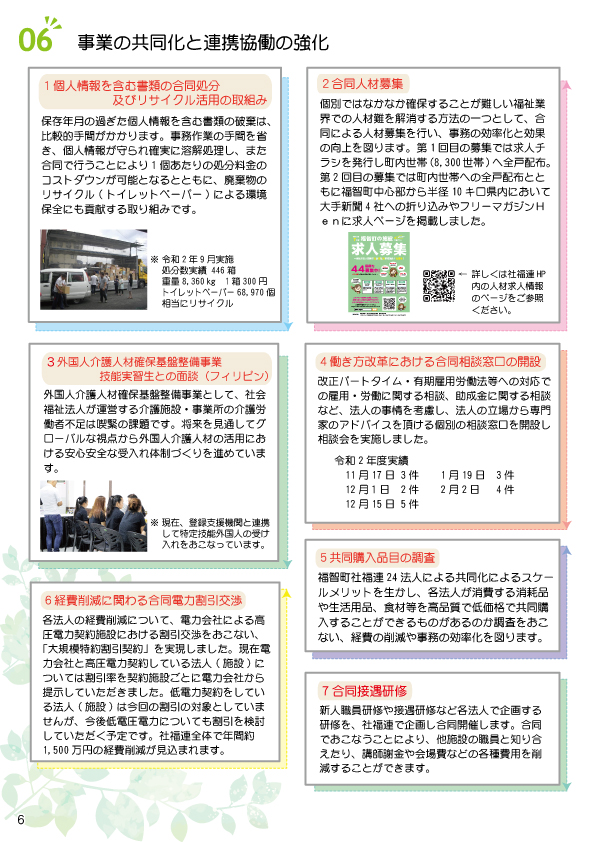 06 事業の共同化と連携協働の強化
1 個人情報を含む書類の合同処分
及びリサイクル活用の取組み
保存年月の過ぎた個人情報を含む書類の破棄は、
比較的手間がかかります。事務作業の手間を省
き、個人情報が守られ確実に溶解処理し、また
合同で行うことにより1個あたりの処分料金の
コストダウンが可能となるとともに、廃棄物の
リサイクル(トイレットペーパー)による環境
保全にも貢献する取り組みです。
※ 令和2年9月実施
処分数実績 446箱
重量8,360kg 1箱300円
トイレットペーパー68,970個
相当にリサイクル
2 合同人材募集
個別ではなかなか確保することが難しい福祉業
界での人材難を解消する方法の一つとして、合
同による人材募集を行い、事務の効率化と効果
の向上を図ります。第1回目の募集では求人チ
ラシを発行し町内世帯(8,300世帯)へ全戸配布。
第2回目の募集では町内世帯への全戸配布とと
もに福智町中心部から半径10キロ県内において
大手新聞4社への折り込みやフリーマガジンH
enに求人ページを掲載しました。
福智町の施設
求人募集
44
← 詳しくは社福連HP
内の人材求人情報
のページをご参照
ください。
3 外国人介護人材確保基盤整備事業
技能実習生との面談(フィリピン)
外国人介護人材確保基盤整備事業として、社会
福祉法人が運営する介護施設・事業所の介護労
働者不足は喫緊の課題です。将来を見通してグ
ローバルな視点から外国人介護人材の活用にお
ける安心安全な受入れ体制づくりを進めていま
す。
※ 現在、登録支援機関と連携
して特定技能外国人の受け
入れをおこなっています。
4 働き方改革における合同相談窓口の開設
改正パートタイム・有期雇用労働法等への対応で
の雇用・労働に関する相談、助成金に関する相談
など、法人の事情を考慮し、法人の立場から専門
家のアドバイスを頂ける個別の相談窓口を開設し
相談会を実施しました。
令和2年度実績
11月17日 3件 1月19日 3件
12月1日 2件 2月2日 4件
12月15日 5件
5 共同購入品目の調査
福智町社福連24法人による共同化によるスケー
ルメリットを生かし、各法人が消費する消耗品
や生活用品、食材等を高品質で低価格で共同購
入することができるものがあるのか調査をおこ
ない、経費の削減や事務の効率化を図ります。
6 経費削減に関わる合同電力割引交渉
各法人の経費削減について、電力会社による高
圧電力契約施設における割引交渉をおこない、
「大規模特約割引契約」を実現しました。現在電
力会社と高圧電力契約している法人(施設)に
ついては割引率を契約施設ごとに電力会社から
提示していただきました。低電力契約をしてい
る法人(施設)は今回の割引の対象としていま
せんが、今後低電圧電力についても割引を検討
していただく予定です。社福連全体で年間約
1,500万円の経費削減が見込まれます。
7 合同接遇研修
新人職員研修や接遇研修など各法人で企画する
研修を、社福連で企画し合同開催します。合同
でおこなうことにより、他施設の職員と知り合
えたり、講師謝金や会場費などの各種費用を削
減することができます。
6